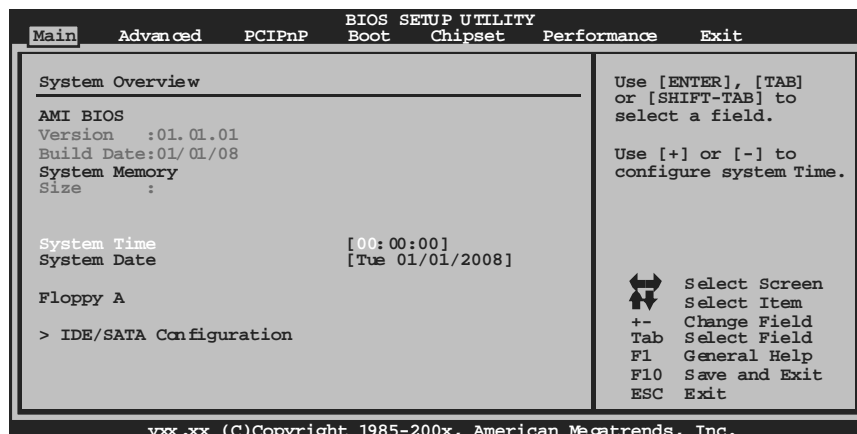 BIOS SETUP UTILITY
Main Advanced PCIPnP Boot Chipset Performance Exit
System Overview
AMI BIOS
Version :01.01.01
Build Date:01/01/08
System Memory
Size :
System Time [00:00:00]
System Date [Tue 01/01/2008]
Floppy A
> IDE/SATA Configuration
Use [ENTER], [TAB]
or [SHIFT-TAB] to
select a field.
Use [+] or [-] to
configure system Time.
Select Screen
Select Item
+- Change Field
Tab Select Field
F1 General Help
F10 Save and Exit
ESC Exit
vxx.xx (C)Copyright 1985-200x, American Megatrends, Inc.